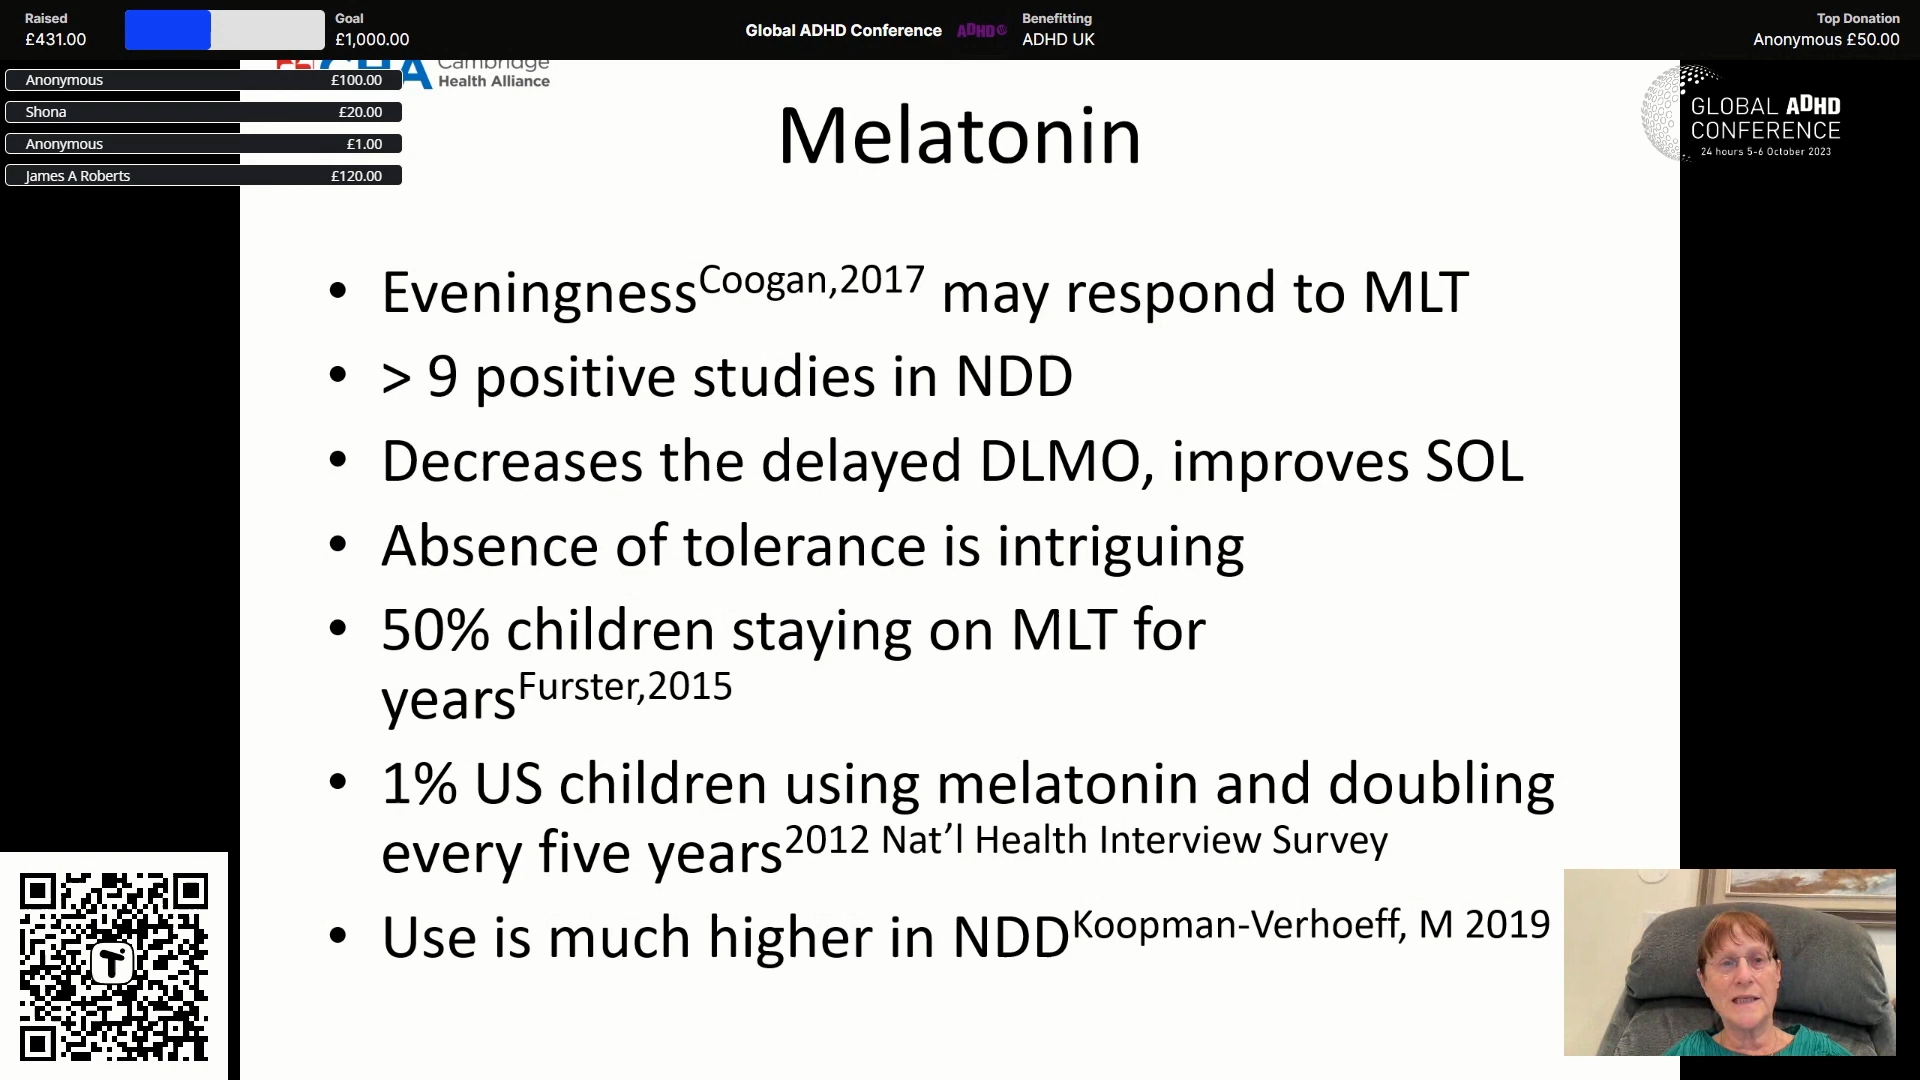 Raised
£431.00
Goal
£1,000.00
Global ADHD Conference
ADHD
Benefitting
ADHD UK
Top Donation
Anonymous £50.00
Anonymous £100.00
Shona £20.00
Anonymous £1.00
James A Roberts £120.00
CHA
Cambridge
Health Alliance
GLOBAL ADHD
CONFERENCE
24 hours 5-6 October 2023
Melatonin
• Eveningness Coogan,2017 may respond to MLT
• > 9 positive studies in NDD
• Decreases the delayed DLMO, improves SOL
• Absence of tolerance is intriguing
• 50% children staying on MLT for
years Furster,2015
• 1% US children using melatonin and doubling
every five years 2012 Nat’l Health Interview Survey
• Use is much higher in NDD Koopman-Verhoeff, M 2019
T